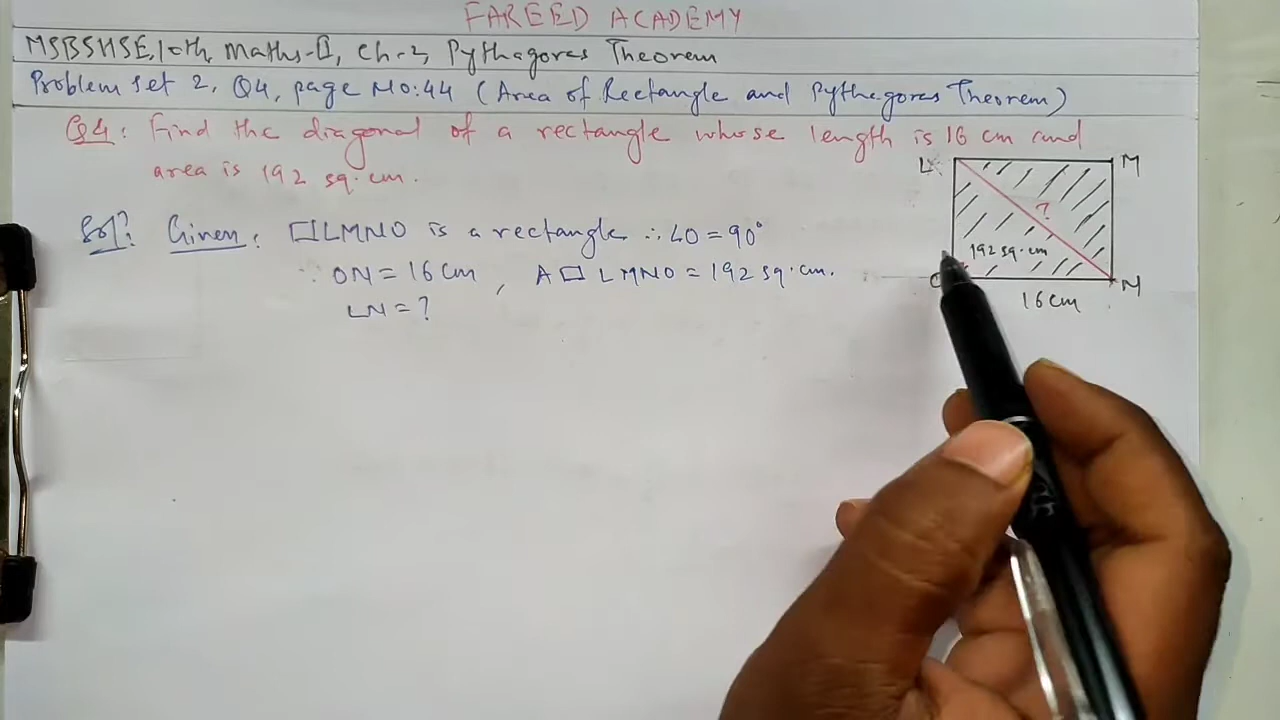 FAREED ACADEMY
MSBSHSE, 10th, Maths-II, Ch-2, Pythagores Theorem
Problem set 2, Q4, page No:44 (Area of Rectangle and Pythegores Theorem)
Q4: Find the diagonal of a rectangle whose length is 16 cm and
area is 192 sq.cm.
Sol?: Given: □LMNO is a rectangle ∴ ∠O = 90°
ON = 16 cm , A□LMNO = 192 sq.cm.
LN = ?
L M
?
192 sq.cm
O N
16 cm